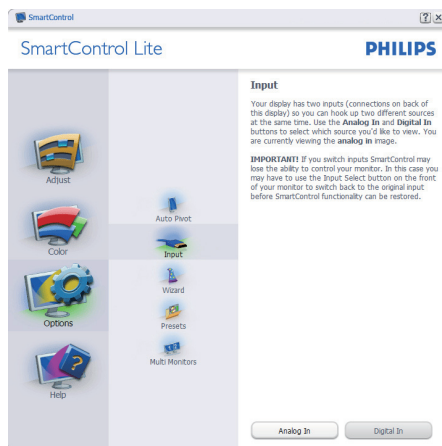 SmartControl
SmartControl Lite
PHILIPS
Adjust
Color
Options
Help
Auto Pivot
Input
Wizard
Presets
Multi Monitors
Input
Your display has two inputs (connections on back of
this display) so you can hook up two different sources
at the same time. Use the Analog In and Digital In
buttons to select which source you'd like to view. You
are currently viewing the analog in image.
IMPORTANT! If you switch inputs SmartControl may
lose the ability to control your monitor. In this case you
may have to use the Input Select button on the front
of your monitor to switch back to the original input
before SmartControl functionality can be restored.
Analog In
Digital In